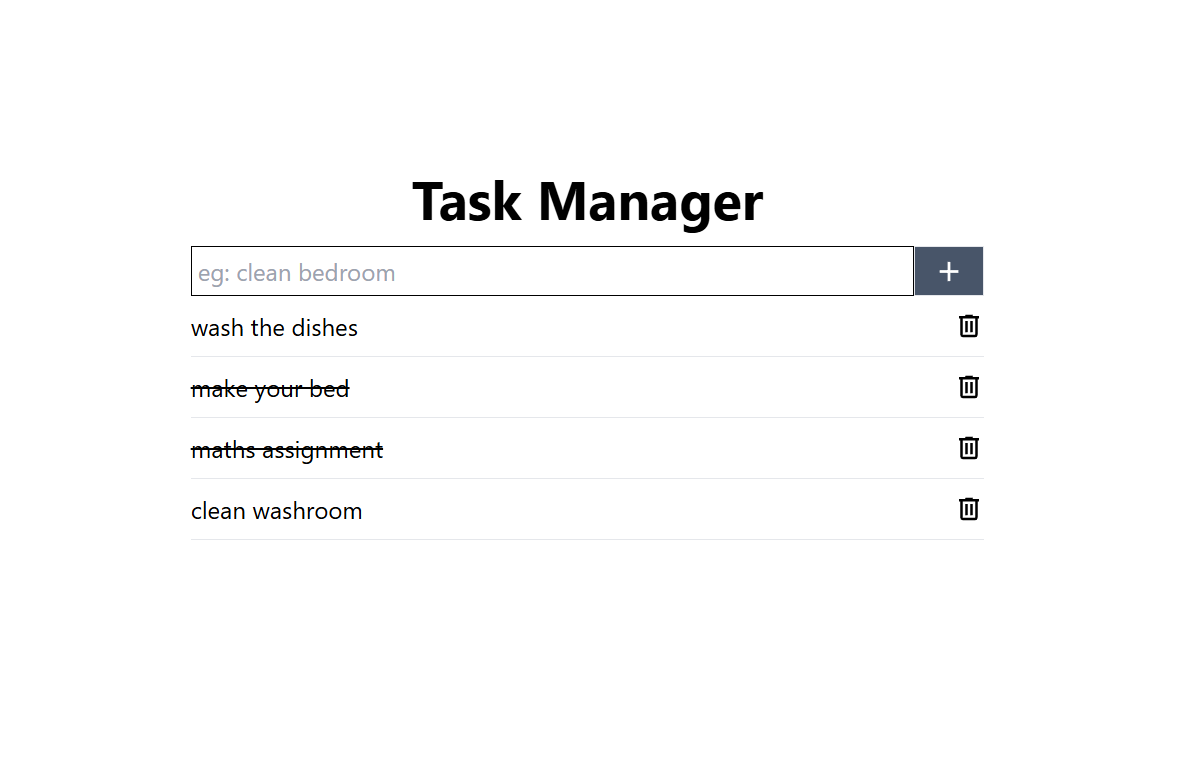 Task Manager
eg: clean bedroom
+
wash the dishes
make your bed
maths assignment
clean washroom